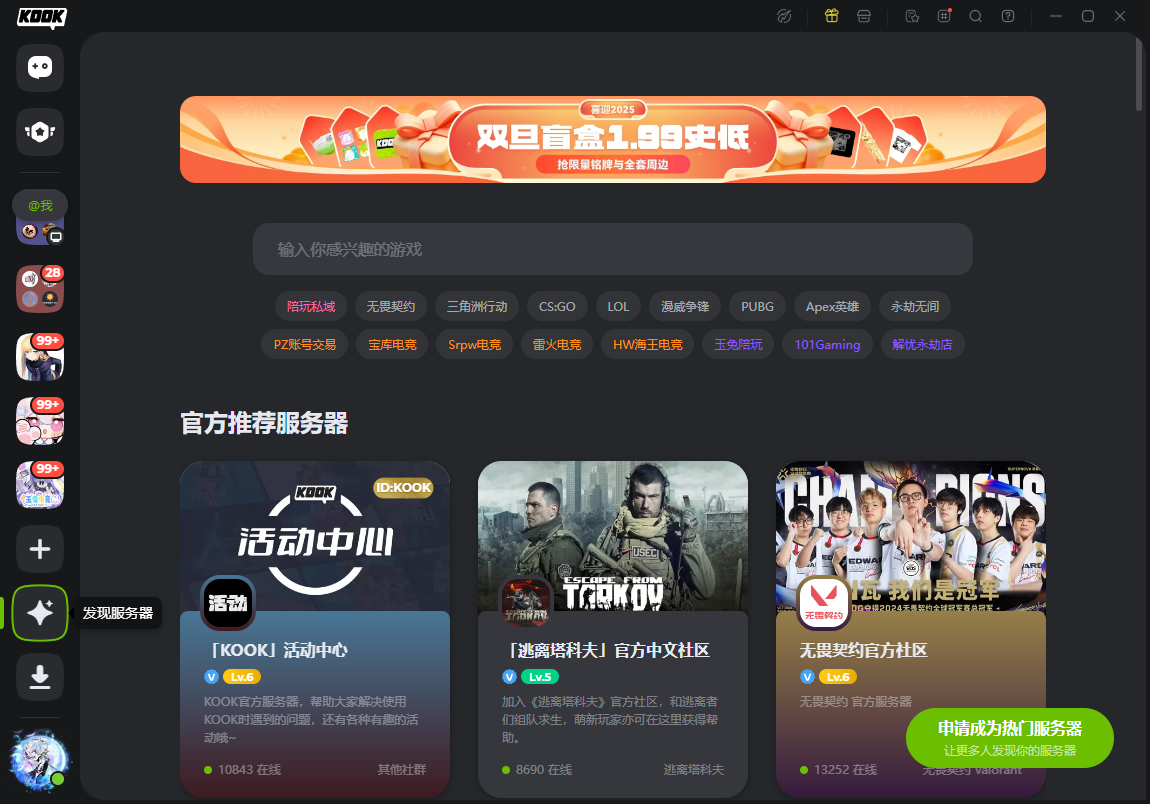 KOOK
喜迎2025
双旦盲盒1.99史低
抢限量铭牌与全套周边
@我
28
99+
99+
99+
发现服务器
输入你感兴趣的游戏
陪玩私域
无畏契约
三角洲行动
CS:GO
LOL
漫威争锋
PUBG
Apex英雄
永劫无间
PZ账号交易
宝库电竞
Srpw电竞
雷火电竞
HW海王电竞
玉兔陪玩
101Gaming
解忧永劫店
官方推荐服务器
ID:KOOK
KOOK
活动中心
活动
「KOOK」活动中心
V Lv.6
KOOK官方服务器，帮助大家解决使用
KOOK时遇到的问题，还有各种有趣的活
动哦~
10843 在线
其他社群
USEC
ESCAPE FROM
TARKOV
「逃离塔科夫」官方中文社区
V Lv.5
加入《逃离塔科夫》官方社区，和逃离者
们组队求生，萌新玩家亦可在这里获得帮
助。
8690 在线
逃离塔科夫
CHAMPIONS
瓦 我们是冠军
无畏契约
无畏契约官方社区
V Lv.6
无畏契约 官方服务器
13252 在线
无畏契约 Valorant
申请成为热门服务器
让更多人发现你的服务器